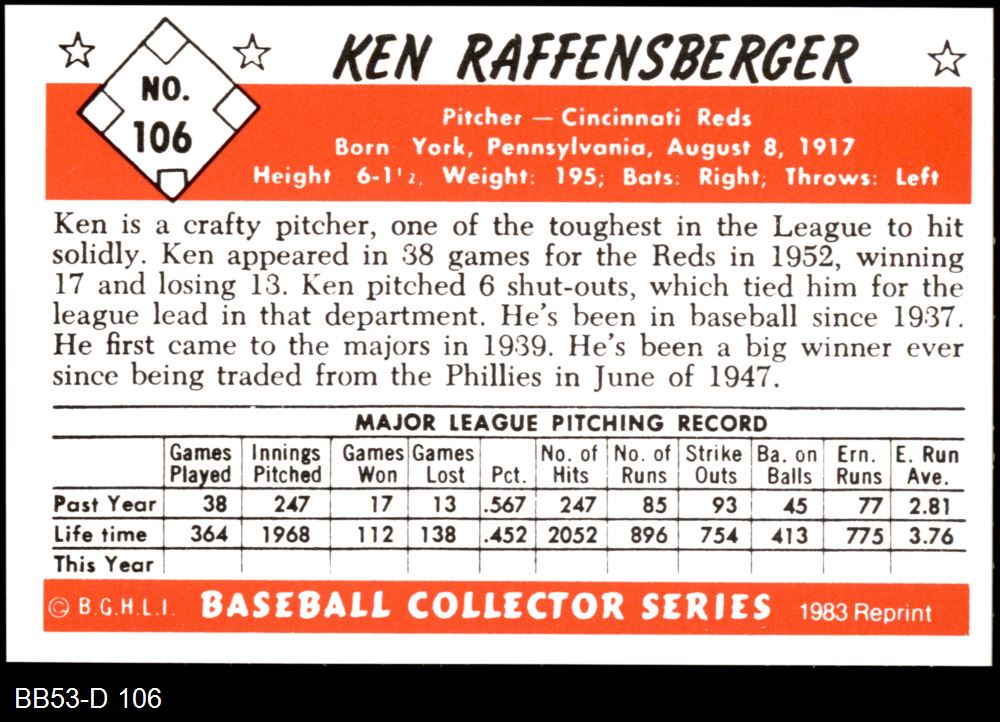 KEN RAFFENSBERGER
NO.
106
Pitcher — Cincinnati Reds
Born York, Pennsylvania, August 8, 1917
Height 6-1½, Weight: 195; Bats: Right; Throws: Left
Ken is a crafty pitcher, one of the toughest in the League to hit
solidly. Ken appeared in 38 games for the Reds in 1952, winning
17 and losing 13. Ken pitched 6 shut-outs, which tied him for the
league lead in that department. He's been in baseball since 1937.
He first came to the majors in 1939. He's been a big winner ever
since being traded from the Phillies in June of 1947.
MAJOR LEAGUE PITCHING RECORD
Games Innings Games Games No. of No. of Strike Ba. on Ern. E. Run
Played Pitched Won Lost Pct. Hits Runs Outs Balls Runs Ave.
Past Year 38 247 17 13 .567 247 85 93 45 77 2.81
Life time 364 1968 112 138 .452 2052 896 754 413 775 3.76
This Year
© B.G.H.L.I. BASEBALL COLLECTOR SERIES 1983 Reprint
BB53-D 106